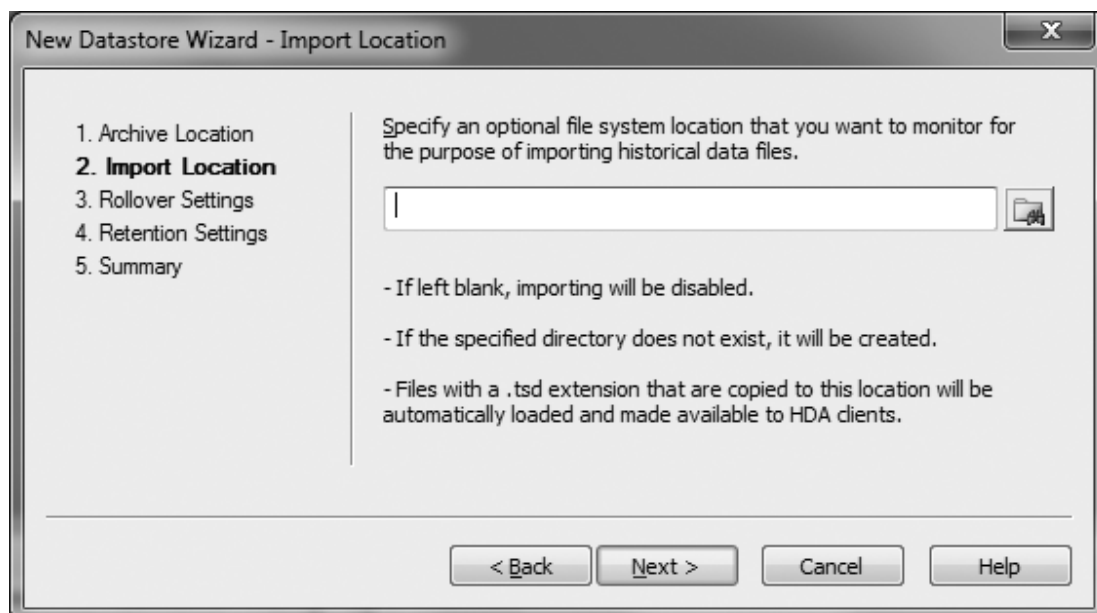 New Datastore Wizard - Import Location
X
1. Archive Location
2. Import Location
3. Rollover Settings
4. Retention Settings
5. Summary
Specify an optional file system location that you want to monitor for
the purpose of importing historical data files.
- If left blank, importing will be disabled.
- If the specified directory does not exist, it will be created.
- Files with a .tsd extension that are copied to this location will be
automatically loaded and made available to HDA clients.
< Back
Next >
Cancel
Help